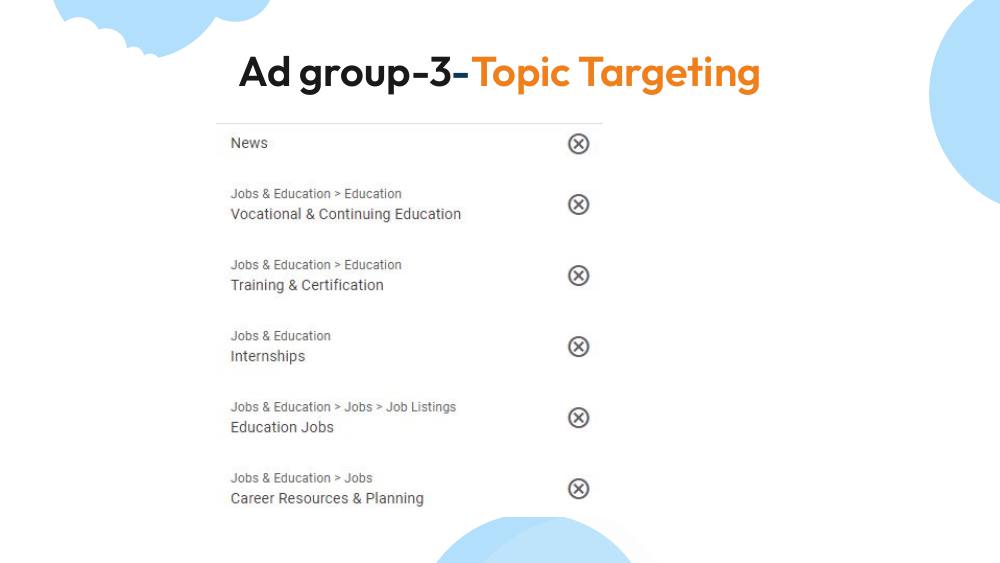 Ad group-3-Topic Targeting
News
Jobs & Education > Education
Vocational & Continuing Education
Jobs & Education > Education
Training & Certification
Jobs & Education
Internships
Jobs & Education > Jobs > Job Listings
Education Jobs
Jobs & Education > Jobs
Career Resources & Planning